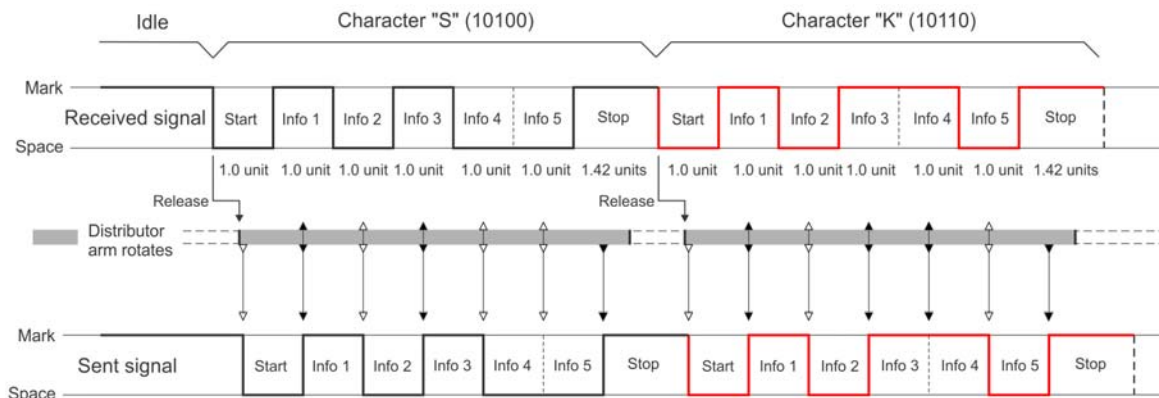 Idle
Character "S" (10100)
Character "K" (10110)
Mark
Received signal
Start Info 1 Info 2 Info 3 Info 4 Info 5 Stop Start Info 1 Info 2 Info 3 Info 4 Info 5 Stop
Space
1.0 unit 1.0 unit 1.0 unit 1.0 unit 1.0 unit 1.0 unit 1.42 units 1.0 unit 1.0 unit 1.0 unit 1.0 unit 1.0 unit 1.0 unit 1.42 units
Release Release
Distributor
arm rotates
Mark
Sent signal
Start Info 1 Info 2 Info 3 Info 4 Info 5 Stop Start Info 1 Info 2 Info 3 Info 4 Info 5 Stop
Space